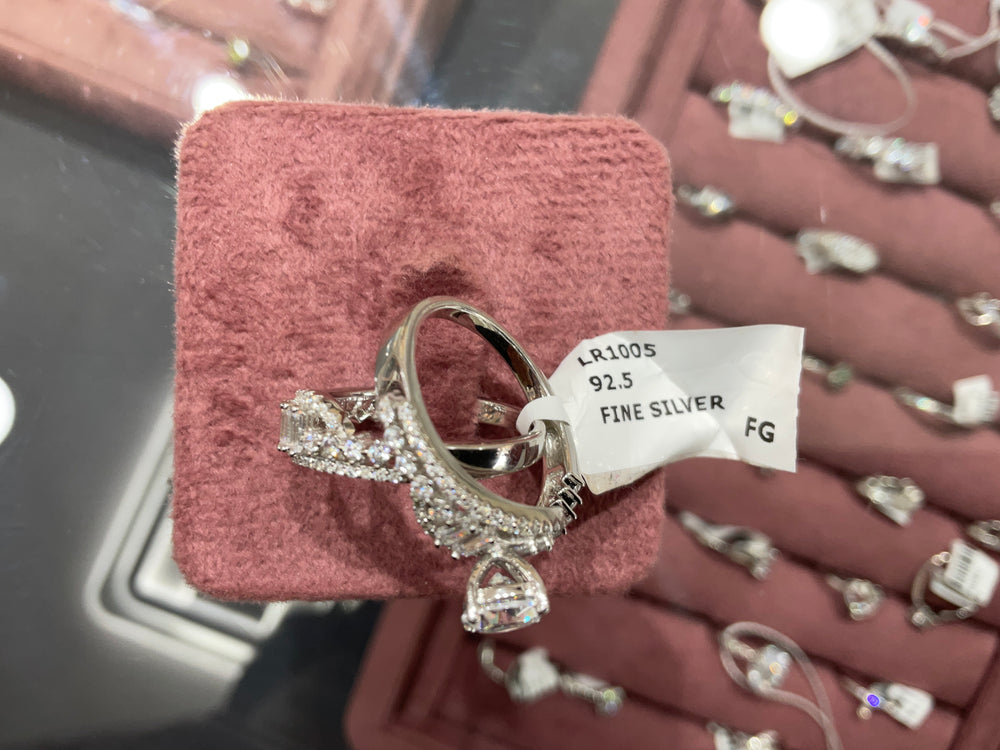 LR1005
92.5
FINE SILVER
FG